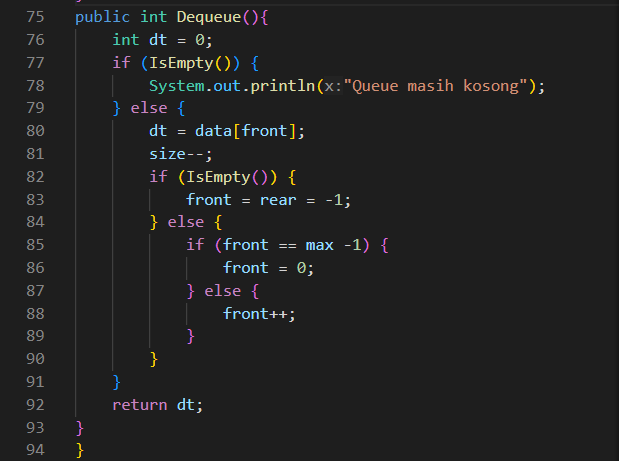 75 public int Dequeue(){
76     int dt = 0;
77     if (IsEmpty()) {
78         System.out.println(x:"Queue masih kosong");
79     } else {
80         dt = data[front];
81         size--;
82         if (IsEmpty()) {
83             front = rear = -1;
84         } else {
85             if (front == max -1) {
86                 front = 0;
87             } else {
88                 front++;
89             }
90         }
91     }
92     return dt;
93 }
94 }